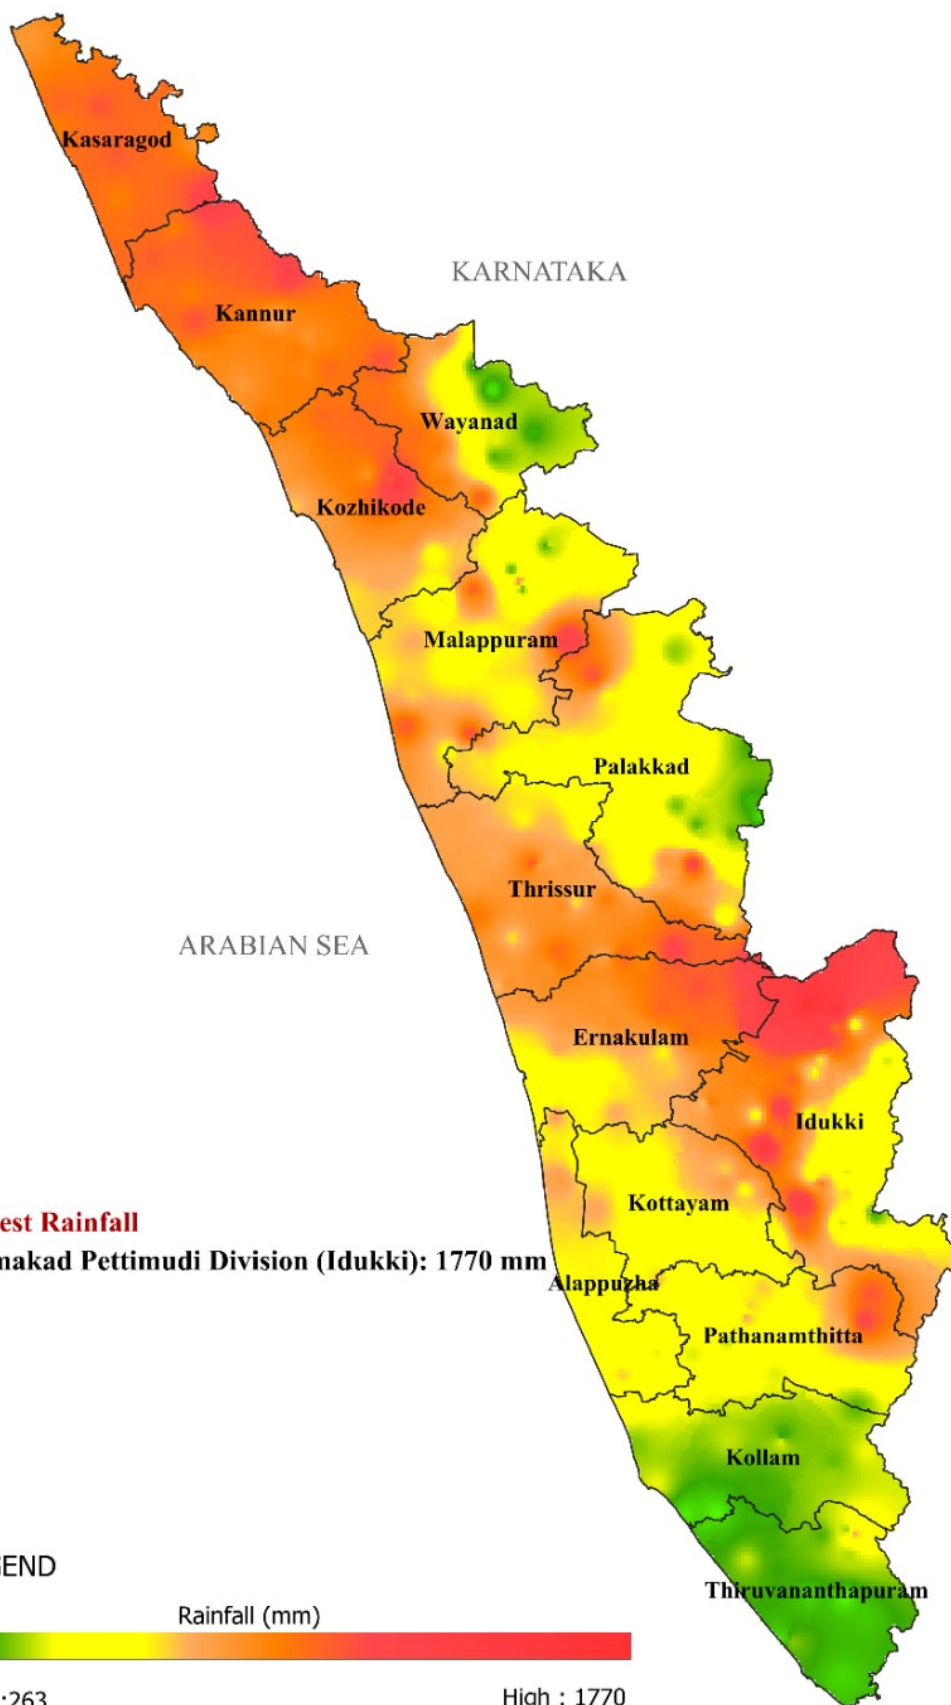 Kasaragod
KARNATAKA
Kannur
Wayanad
Kozhikode
Malappuram
Palakkad
Thrissur
ARABIAN SEA
Ernakulam
Idukki
Kottayam
est Rainfall
makad Pettimudi Division (Idukki): 1770 mm
Alappuzha
Pathanamthitta
Kollam
END
Thiruvananthapuram
Rainfall (mm)
:263
High : 1770